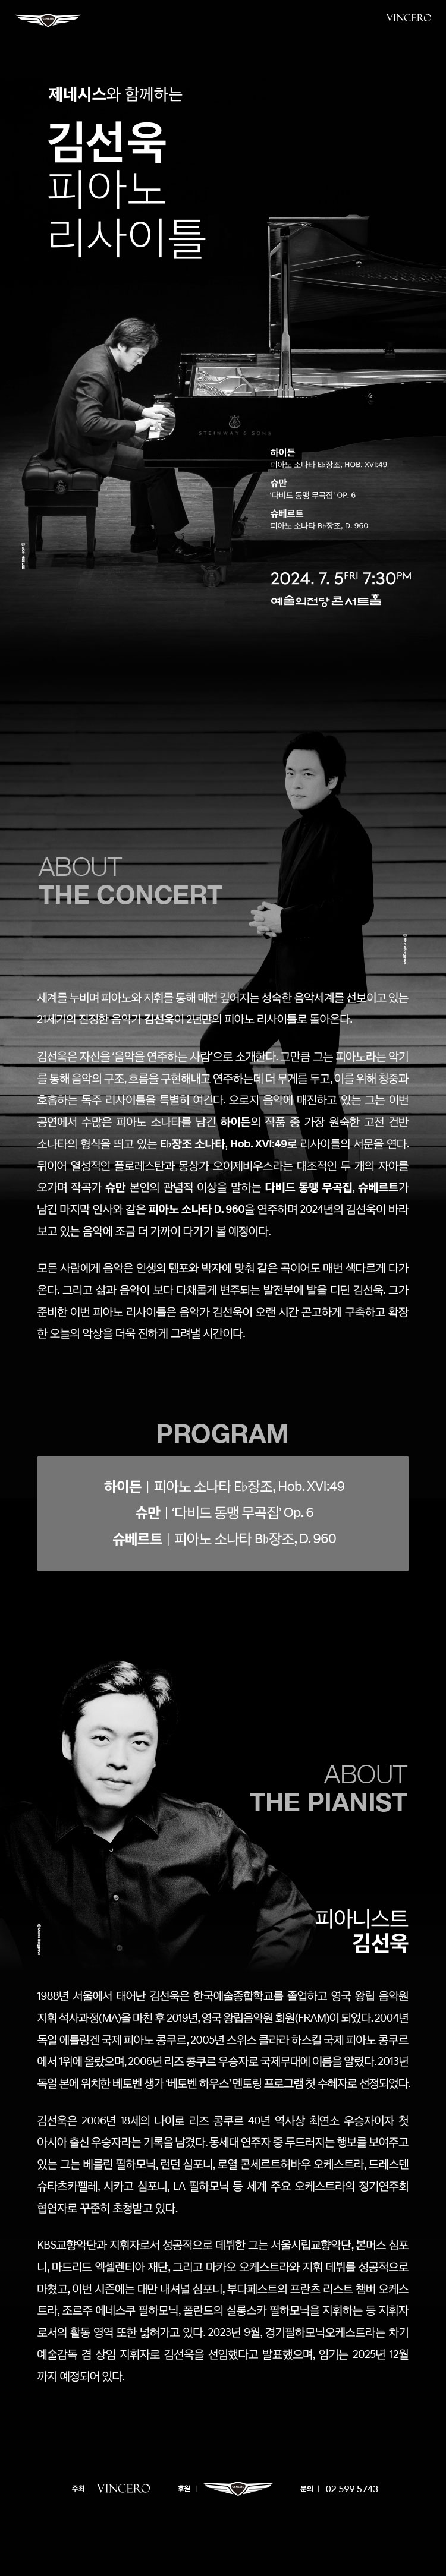 GENESIS
VINCERO
제네시스와 함께하는
김선욱
피아노
리사이틀
STEINWAY & SONS
하이든
피아노 소나타 E♭장조, HOB. XVI:49
슈만
‘다비드 동맹 무곡집’ OP. 6
슈베르트
피아노 소나타 B♭장조, D. 960
2024. 7. 5FRI 7:30PM
예술의전당 콘서트홀
ABOUT
THE CONCERT
세계를 누비며 피아노와 지휘를 통해 매번 깊어지는 성숙한 음악세계를 선보이고 있는
21세기의 진정한 음악가 김선욱이 2년만의 피아노 리사이틀로 돌아온다.
김선욱은 자신을 ‘음악을 연주하는 사람’으로 소개한다. 그만큼 그는 피아노라는 악기
를 통해 음악의 구조, 흐름을 구현해내고 연주하는데 더 무게를 두고, 이를 위해 청중과
호흡하는 독주 리사이틀을 특별히 여긴다. 오로지 음악에 매진하고 있는 그는 이번
공연에서 수많은 피아노 소나타를 남긴 하이든의 작품 중 가장 원숙한 고전 건반
소나타의 형식을 띄고 있는 E♭장조 소나타, Hob. XVI:49로 리사이틀의 서문을 연다.
뒤이어 열성적인 플로레스탄과 몽상가 오이제비우스라는 대조적인 두 개의 자아를
오가며 작곡가 슈만 본인의 관념적 이상을 말하는 다비드 동맹 무곡집, 슈베르트가
남긴 마지막 인사와 같은 피아노 소나타 D. 960을 연주하며 2024년의 김선욱이 바라
보고 있는 음악에 조금 더 가까이 다가가 볼 예정이다.
모든 사람에게 음악은 인생의 템포와 박자에 맞춰 같은 곡이어도 매번 색다르게 다가
온다. 그리고 삶과 음악이 보다 다채롭게 변주되는 발전부에 발을 디딘 김선욱. 그가
준비한 이번 피아노 리사이틀은 음악가 김선욱이 오랜 시간 곤고하게 구축하고 확장
한 오늘의 악상을 더욱 진하게 그려낼 시간이다.
PROGRAM
하이든 | 피아노 소나타 E♭장조, Hob. XVI:49
슈만 | ‘다비드 동맹 무곡집’ Op. 6
슈베르트 | 피아노 소나타 B♭장조, D. 960
ABOUT
THE PIANIST
피아니스트
김선욱
1988년 서울에서 태어난 김선욱은 한국예술종합학교를 졸업하고 영국 왕립 음악원
지휘 석사과정(MA)을 마친 후 2019년, 영국 왕립음악원 회원(FRAM)이 되었다. 2004년
독일 에틀링겐 국제 피아노 콩쿠르, 2005년 스위스 클라라 하스킬 국제 피아노 콩쿠르
에서 1위에 올랐으며, 2006년 리즈 콩쿠르 우승자로 국제무대에 이름을 알렸다. 2013년
독일 본에 위치한 베토벤 생가 ‘베토벤 하우스’ 멘토링 프로그램 첫 수혜자로 선정되었다.
김선욱은 2006년 18세의 나이로 리즈 콩쿠르 40년 역사상 최연소 우승자이자 첫
아시아 출신 우승자라는 기록을 남겼다. 동세대 연주자 중 두드러지는 행보를 보여주고
있는 그는 베를린 필하모닉, 런던 심포니, 로열 콘세르트허바우 오케스트라, 드레스덴
슈타츠카펠레, 시카고 심포니, LA 필하모닉 등 세계 주요 오케스트라의 정기연주회
협연자로 꾸준히 초청받고 있다.
KBS교향악단과 지휘자로서 성공적으로 데뷔한 그는 서울시립교향악단, 본머스 심포
니, 마드리드 엑셀렌티아 재단, 그리고 마카오 오케스트라와 지휘 데뷔를 성공적으로
마쳤고, 이번 시즌에는 대만 내셔널 심포니, 부다페스트의 프란츠 리스트 챔버 오케스
트라, 조르주 에네스쿠 필하모닉, 폴란드의 실롱스카 필하모닉을 지휘하는 등 지휘자
로서의 활동 영역 또한 넓혀가고 있다. 2023년 9월, 경기필하모닉오케스트라는 차기
예술감독 겸 상임 지휘자로 김선욱을 선임했다고 발표했으며, 임기는 2025년 12월
까지 예정되어 있다.
주최 | VINCERO
후원 | GENESIS
문의 | 02 599 5743